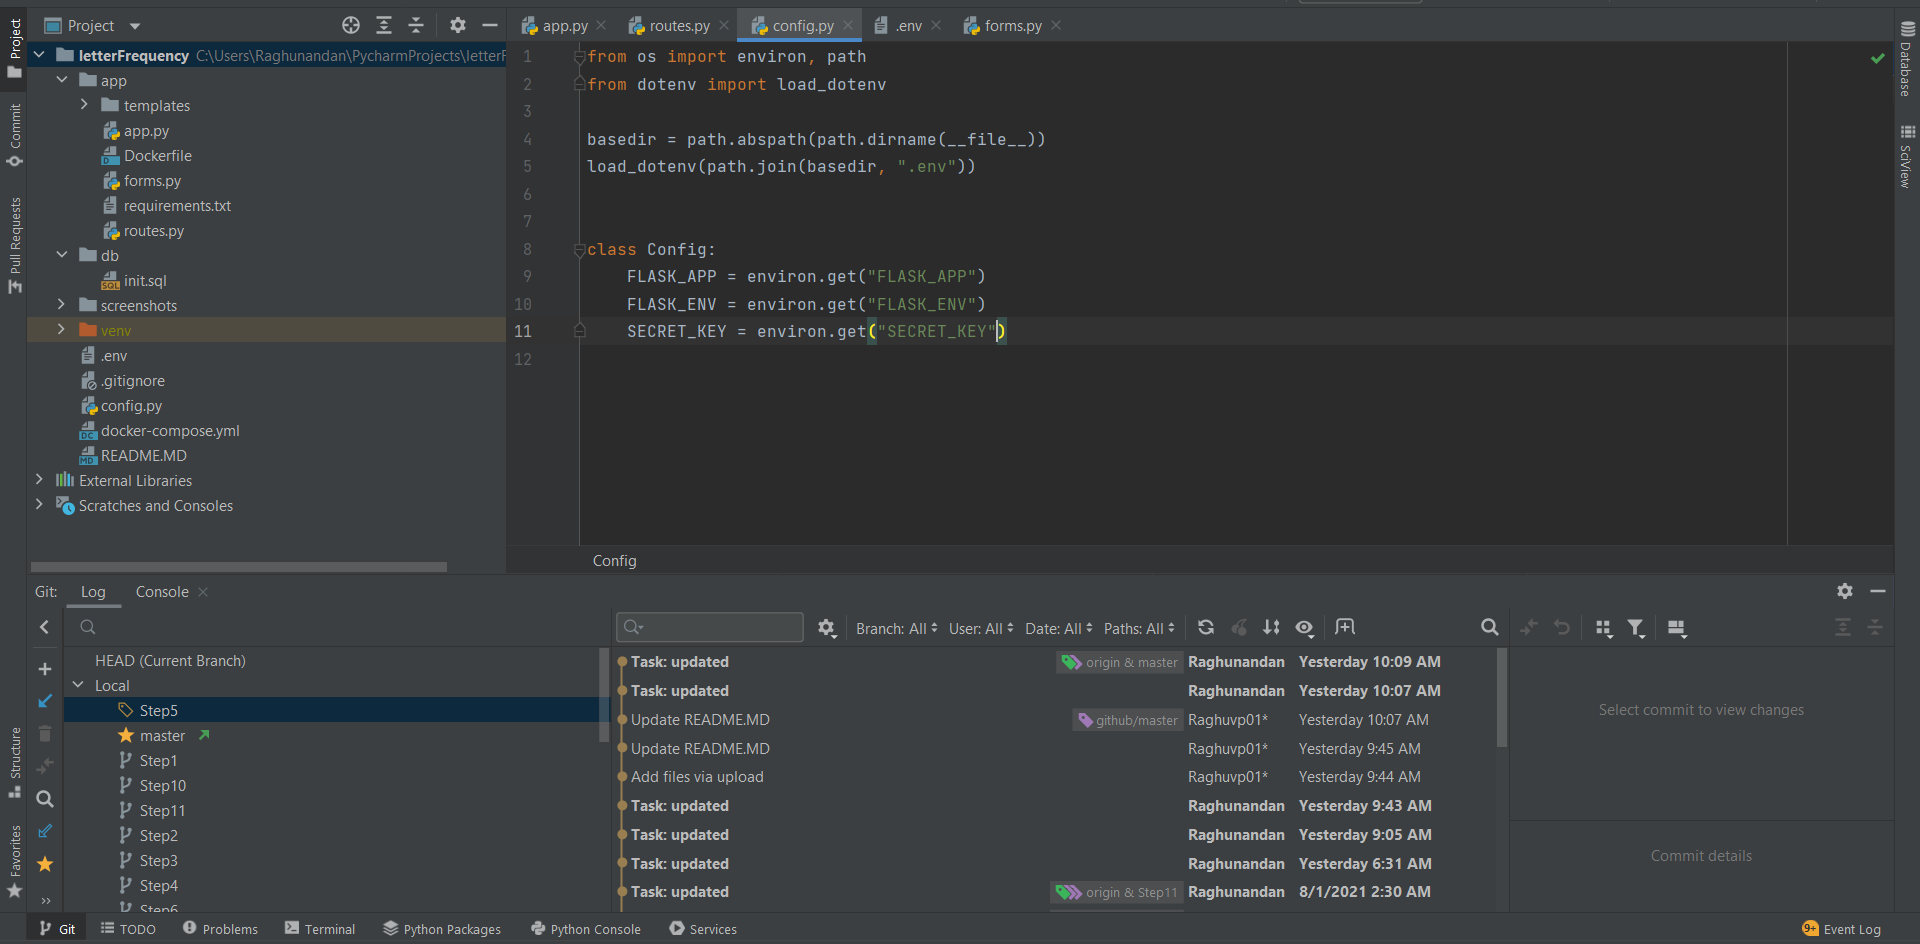 Project
letterFrequency C:\Users\Raghunandan\PycharmProjects\letterF
app
templates
app.py
Dockerfile
forms.py
requirements.txt
routes.py
db
init.sql
screenshots
venv
.env
.gitignore
config.py
docker-compose.yml
README.MD
External Libraries
Scratches and Consoles
Project
Commit
Pull Requests
Structure
Favorites
app.py
routes.py
config.py
.env
forms.py
1 from os import environ, path
2 from dotenv import load_dotenv
3
4 basedir = path.abspath(path.dirname(__file__))
5 load_dotenv(path.join(basedir, ".env"))
6
7
8 class Config:
9 FLASK_APP = environ.get("FLASK_APP")
10 FLASK_ENV = environ.get("FLASK_ENV")
11 SECRET_KEY = environ.get("SECRET_KEY")
12
Config
Database
SciView
Git: Log Console
HEAD (Current Branch)
Local
Step5
master
Step1
Step10
Step11
Step2
Step3
Step4
Step6
Branch: All User: All Date: All Paths: All
Task: updated origin & master Raghunandan Yesterday 10:09 AM
Task: updated Raghunandan Yesterday 10:07 AM
Update README.MD github/master Raghuvp01* Yesterday 10:07 AM
Update README.MD Raghuvp01* Yesterday 9:45 AM
Add files via upload Raghuvp01* Yesterday 9:44 AM
Task: updated Raghunandan Yesterday 9:43 AM
Task: updated Raghunandan Yesterday 9:05 AM
Task: updated Raghunandan Yesterday 6:31 AM
Task: updated origin & Step11 Raghunandan 8/1/2021 2:30 AM
Select commit to view changes
Commit details
Git TODO Problems Terminal Python Packages Python Console Services
9+ Event Log